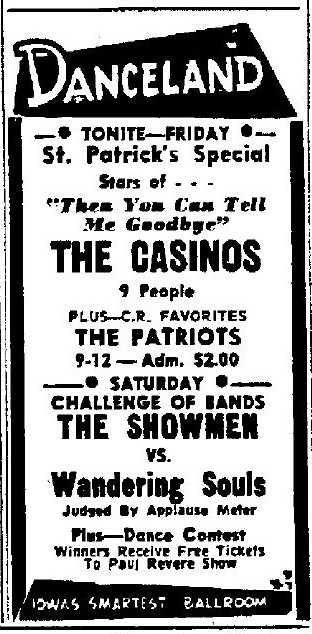 DANCELAND
TONITE—FRIDAY
St. Patrick's Special
Stars of - - -
"Then You Can Tell
Me Goodbye"
THE CASINOS
9 People
PLUS—C.R. FAVORITES
THE PATRIOTS
9-12 — Adm. $2.00
SATURDAY
CHALLENGE OF BANDS
THE SHOWMEN
VS.
Wandering Souls
Judged By Applause Meter
Plus—Dance Contest
Winners Receive Free Tickets
To Paul Revere Show
IOWAS SMARTEST BALLROOM